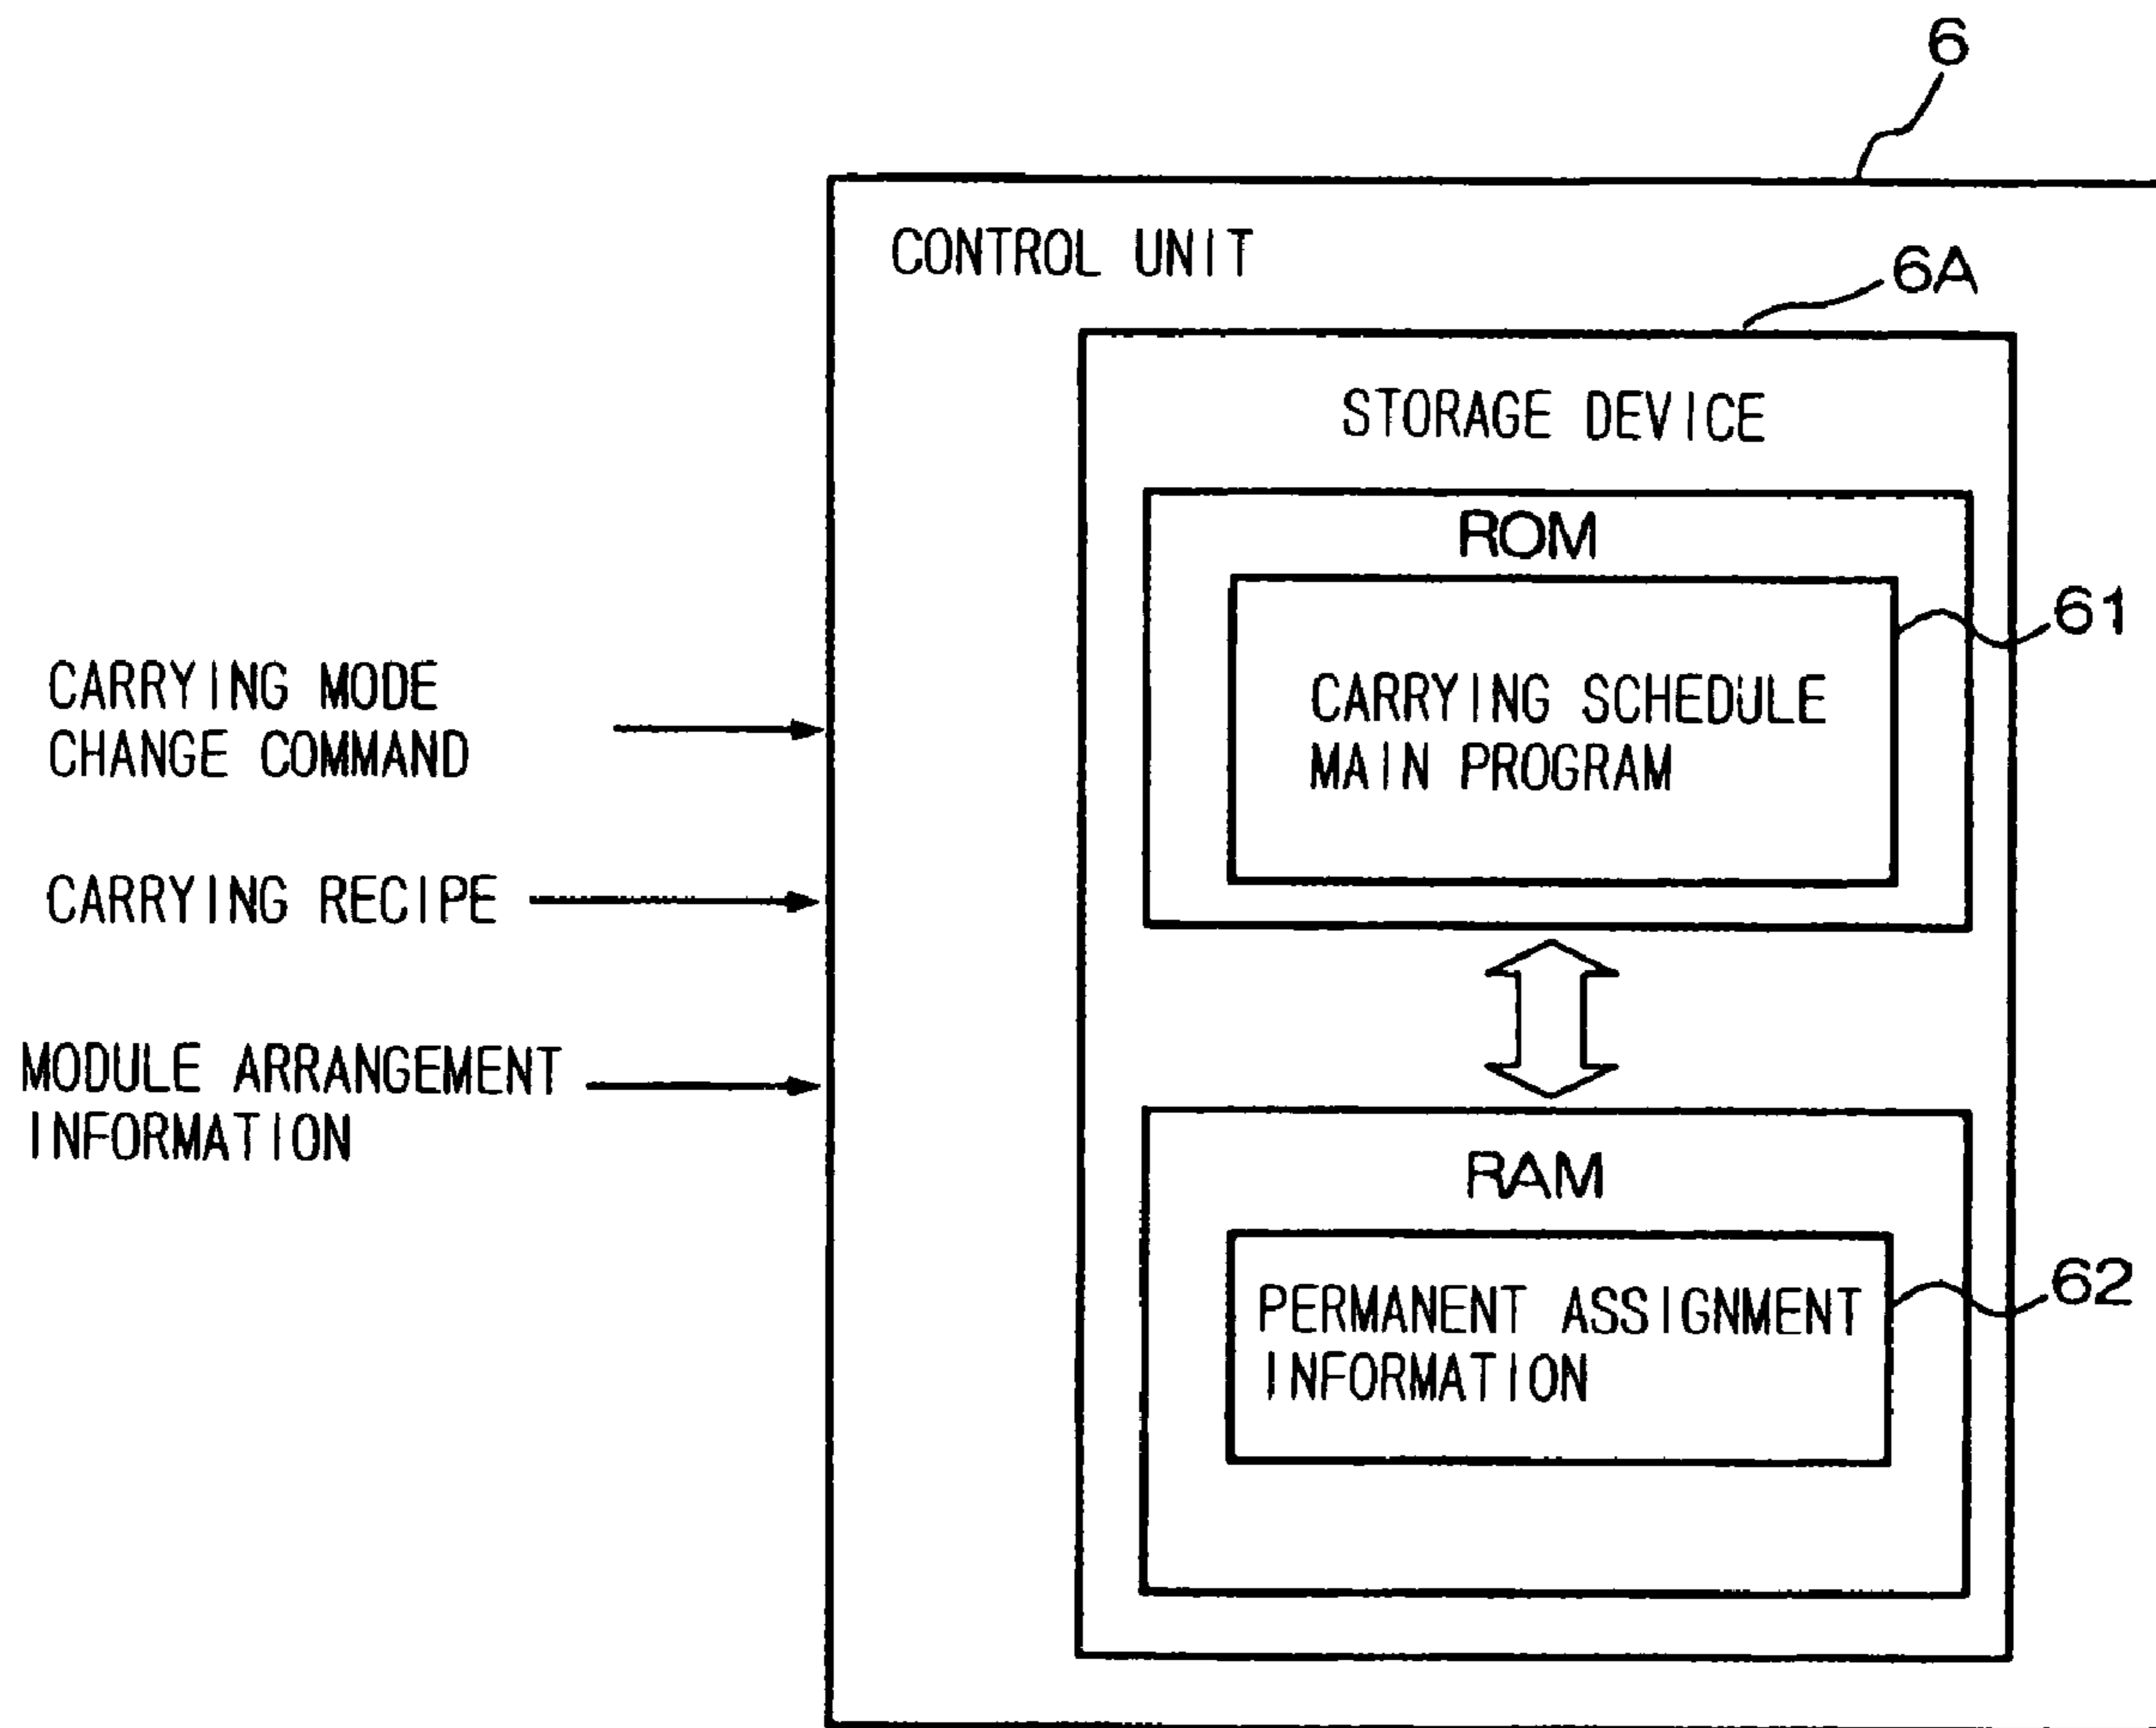 6
CONTROL UNIT
6A
STORAGE DEVICE
ROM
61
CARRYING SCHEDULE
MAIN PROGRAM
CARRYING MODE
CHANGE COMMAND
CARRYING RECIPE
MODULE ARRANGEMENT
INFORMATION
RAM
62
PERMANENT ASSIGNMENT
INFORMATION